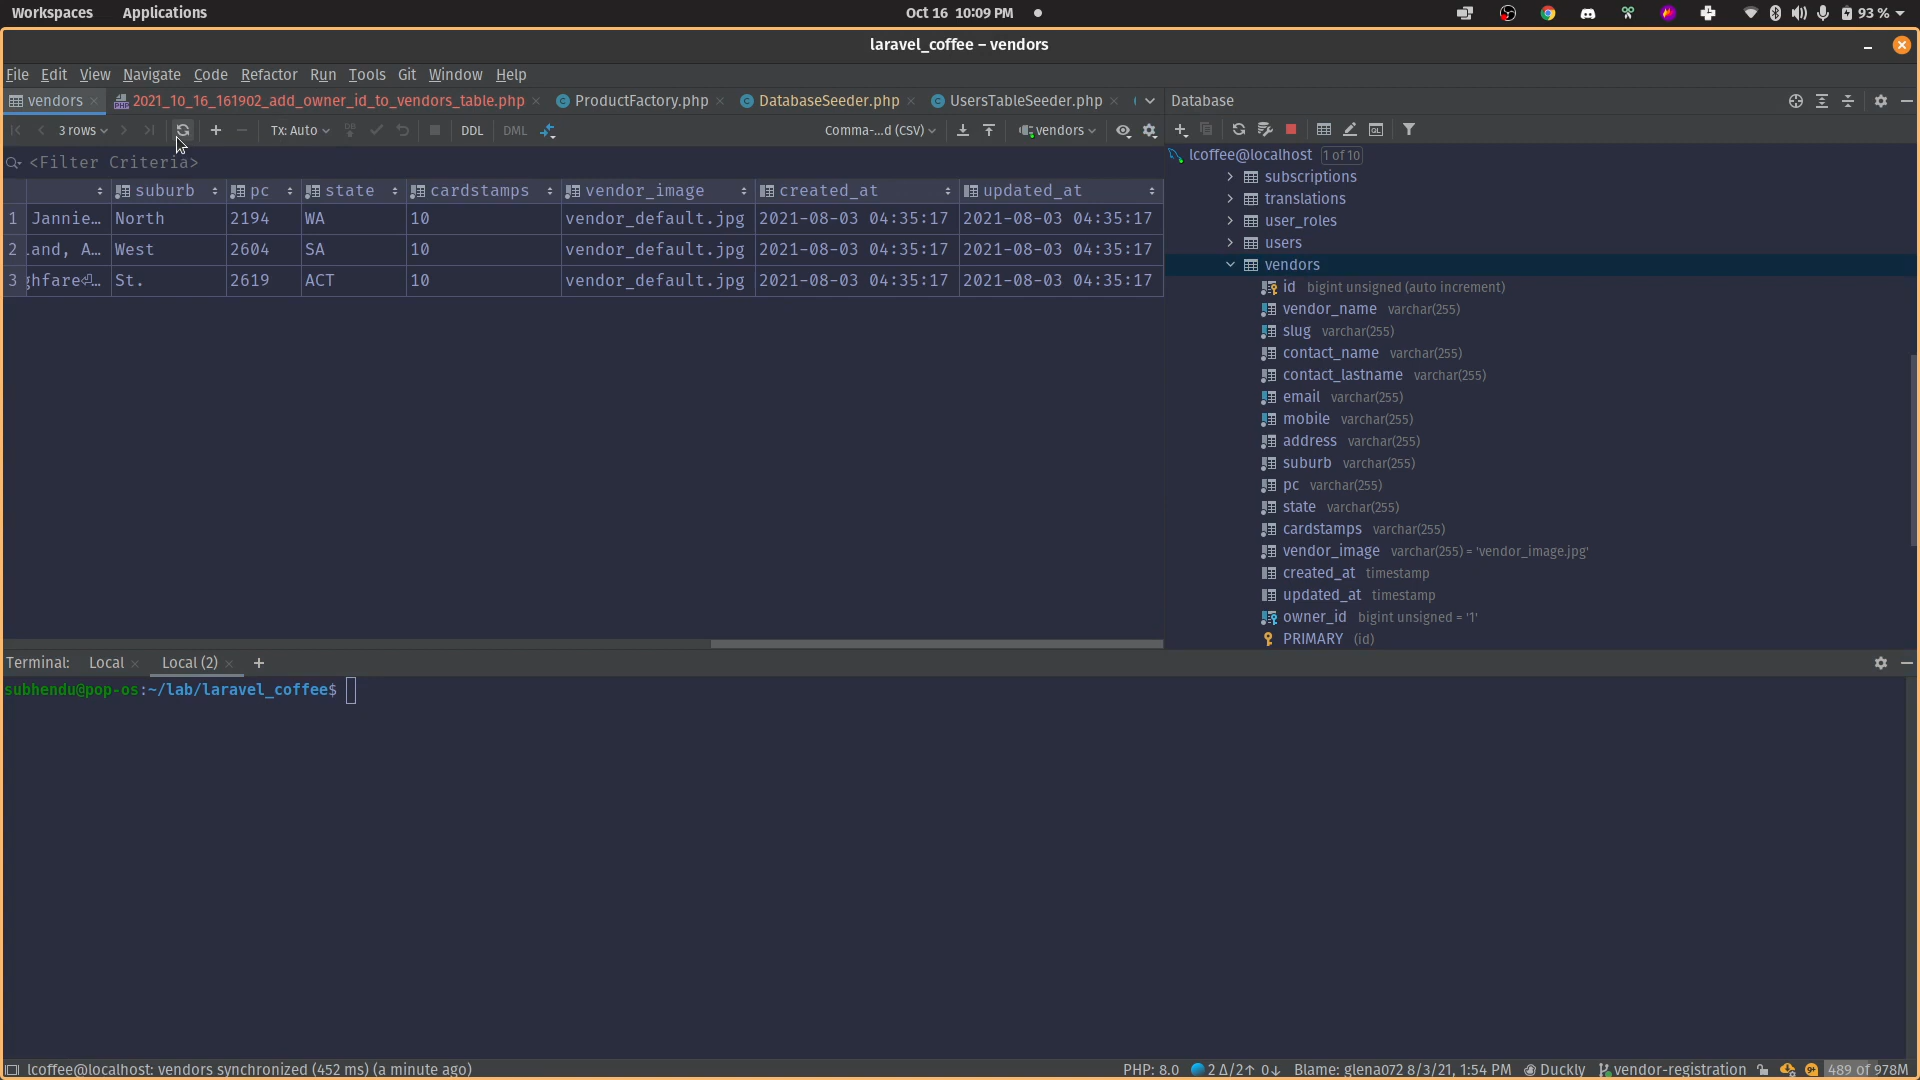 Workspaces Applications Oct 16 10:09 PM 93 %
laravel_coffee – vendors
File Edit View Navigate Code Refactor Run Tools Git Window Help
vendors 2021_10_16_161902_add_owner_id_to_vendors_table.php ProductFactory.php DatabaseSeeder.php UsersTableSeeder.php Database
3 rows Tx: Auto DDL DML Comma-...d (CSV) vendors
<Filter Criteria>
suburb pc state cardstamps vendor_image created_at updated_at
1 Jannie… North 2194 WA 10 vendor_default.jpg 2021-08-03 04:35:17 2021-08-03 04:35:17
2 and, A… West 2604 SA 10 vendor_default.jpg 2021-08-03 04:35:17 2021-08-03 04:35:17
3 ghfare⏎… St. 2619 ACT 10 vendor_default.jpg 2021-08-03 04:35:17 2021-08-03 04:35:17
lcoffee@localhost 1 of 10
subscriptions
translations
user_roles
users
vendors
id bigint unsigned (auto increment)
vendor_name varchar(255)
slug varchar(255)
contact_name varchar(255)
contact_lastname varchar(255)
email varchar(255)
mobile varchar(255)
address varchar(255)
suburb varchar(255)
pc varchar(255)
state varchar(255)
cardstamps varchar(255)
vendor_image varchar(255) = 'vendor_image.jpg'
created_at timestamp
updated_at timestamp
owner_id bigint unsigned = '1'
PRIMARY (id)
Terminal: Local Local (2)
subhendu@pop-os:~/lab/laravel_coffee$
lcoffee@localhost: vendors synchronized (452 ms) (a minute ago) PHP: 8.0 2 Δ/2↑ 0↓ Blame: glena072 8/3/21, 1:54 PM Duckly vendor-registration 9+ 489 of 978M